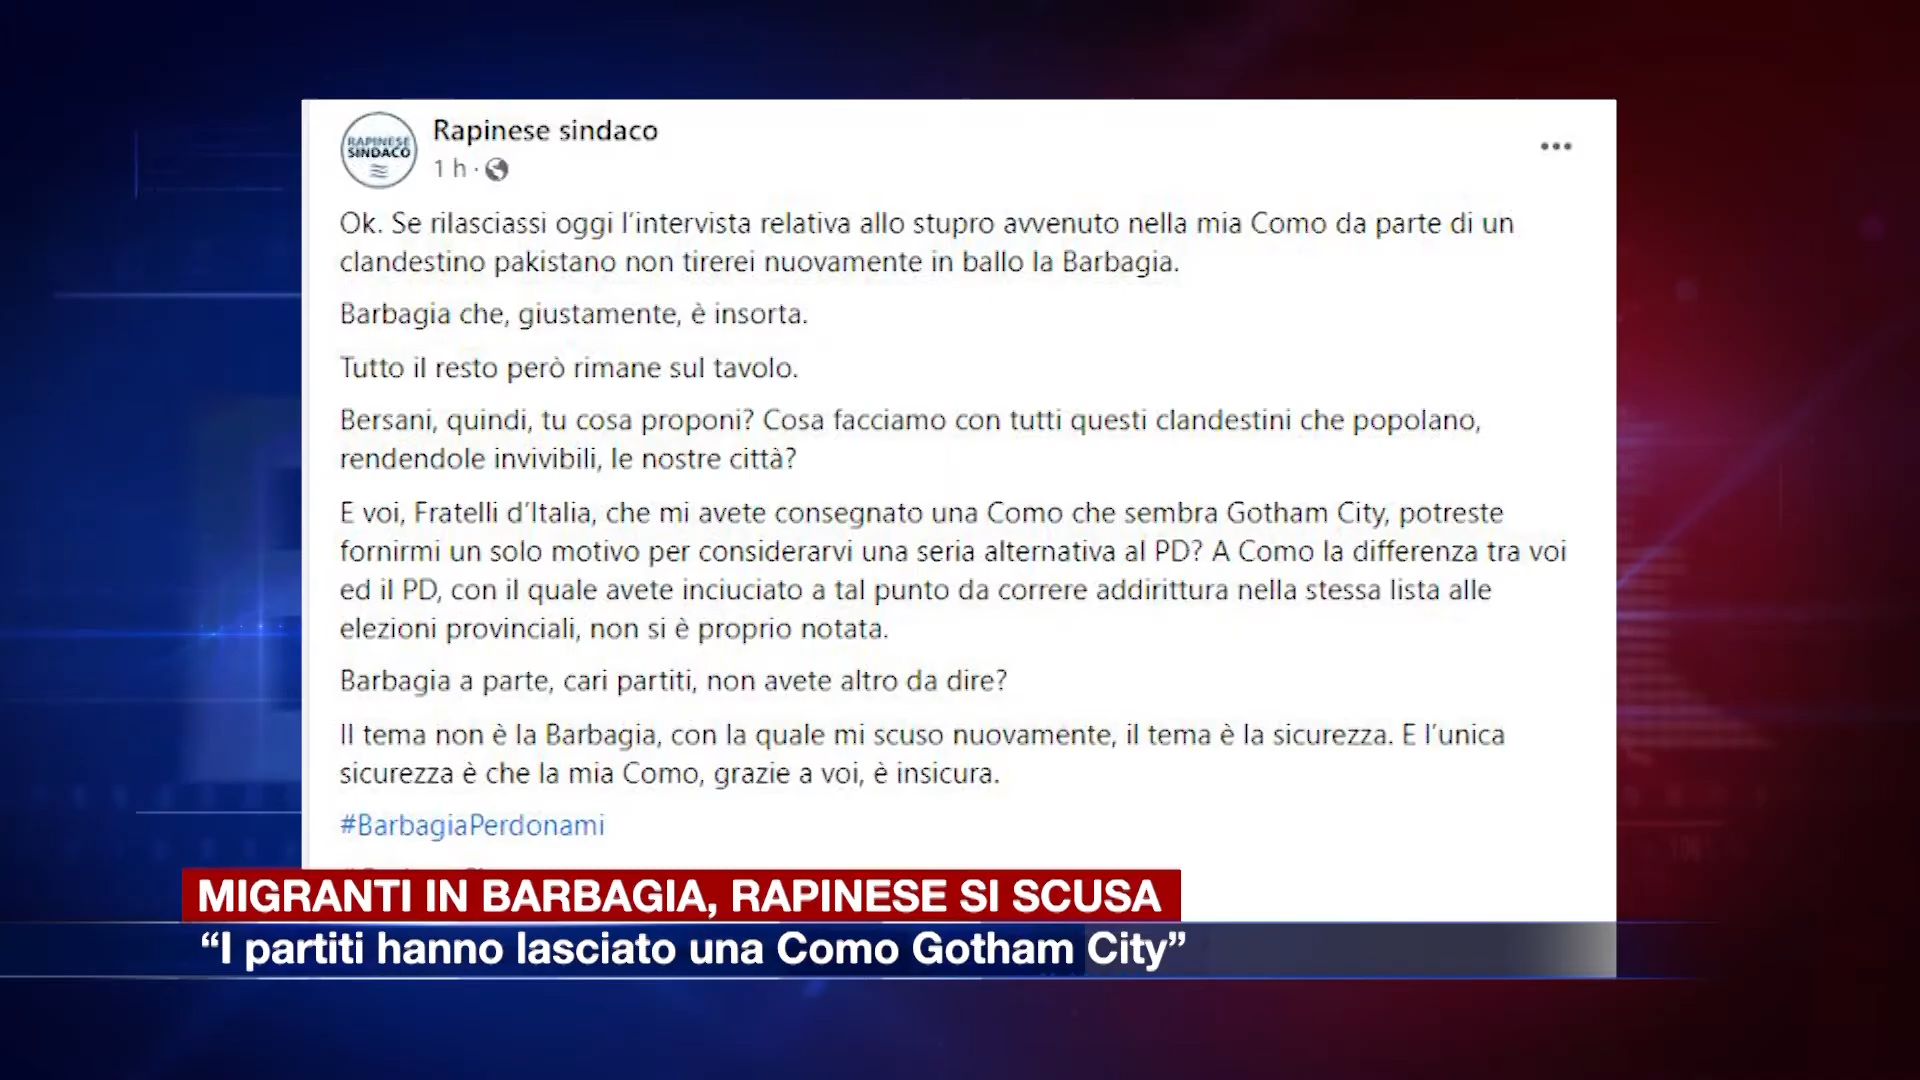 RAPINESE
SINDACO
Rapinese sindaco
1 h ·
Ok. Se rilasciassi oggi l'intervista relativa allo stupro avvenuto nella mia Como da parte di un
clandestino pakistano non tirerei nuovamente in ballo la Barbagia.
Barbagia che, giustamente, è insorta.
Tutto il resto però rimane sul tavolo.
Bersani, quindi, tu cosa proponi? Cosa facciamo con tutti questi clandestini che popolano,
rendendole invivibili, le nostre città?
E voi, Fratelli d'Italia, che mi avete consegnato una Como che sembra Gotham City, potreste
fornirmi un solo motivo per considerarvi una seria alternativa al PD? A Como la differenza tra voi
ed il PD, con il quale avete inciuciato a tal punto da correre addirittura nella stessa lista alle
elezioni provinciali, non si è proprio notata.
Barbagia a parte, cari partiti, non avete altro da dire?
Il tema non è la Barbagia, con la quale mi scuso nuovamente, il tema è la sicurezza. E l'unica
sicurezza è che la mia Como, grazie a voi, è insicura.
#BarbagiaPerdonami
MIGRANTI IN BARBAGIA, RAPINESE SI SCUSA
“I partiti hanno lasciato una Como Gotham City”